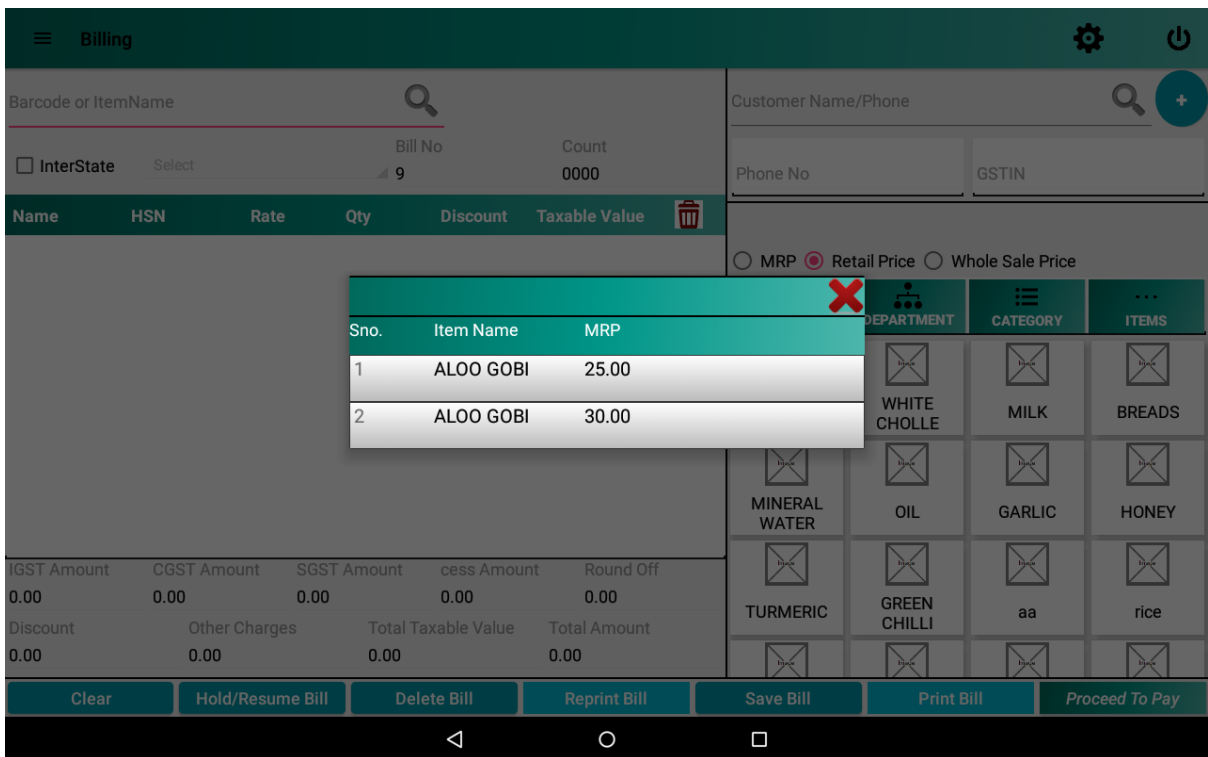 Billing
Barcode or ItemName
Customer Name/Phone
+
InterState Select
Bill No
9
Count
0000
Phone No
GSTIN
Name HSN Rate Qty Discount Taxable Value
MRP Retail Price Whole Sale Price
DEPARTMENT CATEGORY ITEMS
Sno. Item Name MRP
1 ALOO GOBI 25.00
2 ALOO GOBI 30.00
WHITE
CHOLLE
MILK
BREADS
MINERAL
WATER
OIL
GARLIC
HONEY
TURMERIC
GREEN
CHILLI
aa
rice
IGST Amount CGST Amount SGST Amount cess Amount Round Off
0.00 0.00 0.00 0.00 0.00
Discount Other Charges Total Taxable Value Total Amount
0.00 0.00 0.00 0.00
Clear Hold/Resume Bill Delete Bill Reprint Bill Save Bill Print Bill Proceed To Pay